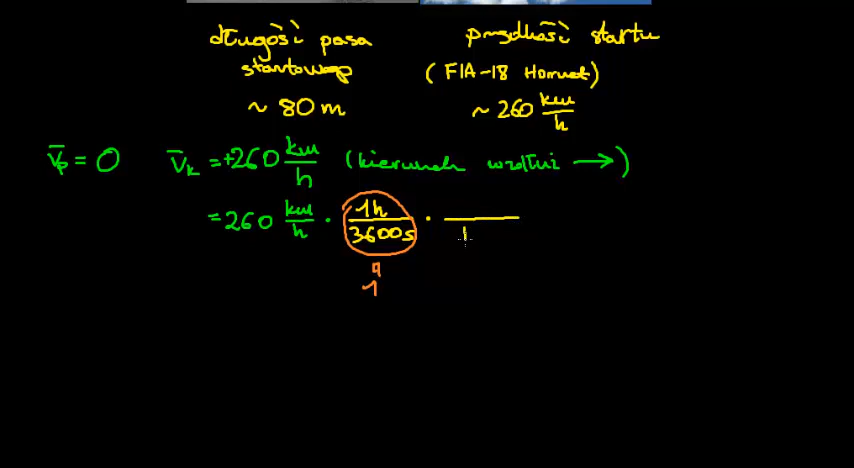 długość pasa
startowego
~ 80 m
prędkość startu
(F/A-18 Hornet)
~ 260 km/h
v̅p = 0
v̅k = +260 km/h (kierunek wzdłuż →)
= 260 km/h · 1h/3600s ·
1